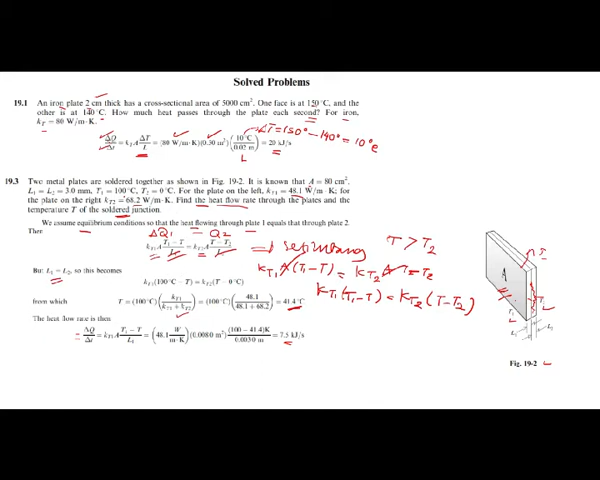 Solved Problems
19.1 An iron plate 2 cm thick has a cross-sectional area of 5000 cm². One face is at 150 °C, and the
other is at 140 °C. How much heat passes through the plate each second? For iron,
k_T = 80 W/m·K.
ΔQ/Δt = k_T A ΔT/L = (80 W/m·K)(0.50 m²)(10 °C/0.02 m) = 20 kJ/s
ΔT = 150° − 140° = 10°C
L
19.3 Two metal plates are soldered together as shown in Fig. 19-2. It is known that A = 80 cm²,
L₁ = L₂ = 3.0 mm, T₁ = 100 °C, T₂ = 0 °C. For the plate on the left, k_T1 = 48.1 W/m·K; for
the plate on the right k_T2 = 68.2 W/m·K. Find the heat flow rate through the plates and the
temperature T of the soldered junction.
We assume equilibrium conditions so that the heat flowing through plate 1 equals that through plate 2.
Then
ΔQ₁ = Q₂
k_T1 A (T₁ − T)/L₁ = k_T2 A (T − T₂)/L₂
T > T₂
K_T1 A (T₁ − T) = K_T2 A T − T₂
But L₁ = L₂, so this becomes
k_T1(100 °C − T) = k_T2(T − 0 °C)
K_T1 (T₁ − T) = K_T2 (T − T₂)
from which
T = (100 °C)(k_T1/(k_T1 + k_T2)) = (100 °C)(48.1/(48.1 + 68.2)) = 41.4 °C
The heat flow rate is then
ΔQ/Δt = k_T1 A (T₁ − T)/L₁ = (48.1 W/m·K)(0.0080 m²)((100 − 41.4) K/0.0030 m) = 7.5 kJ/s
A
T₁
L₁
L₂
Fig. 19-2